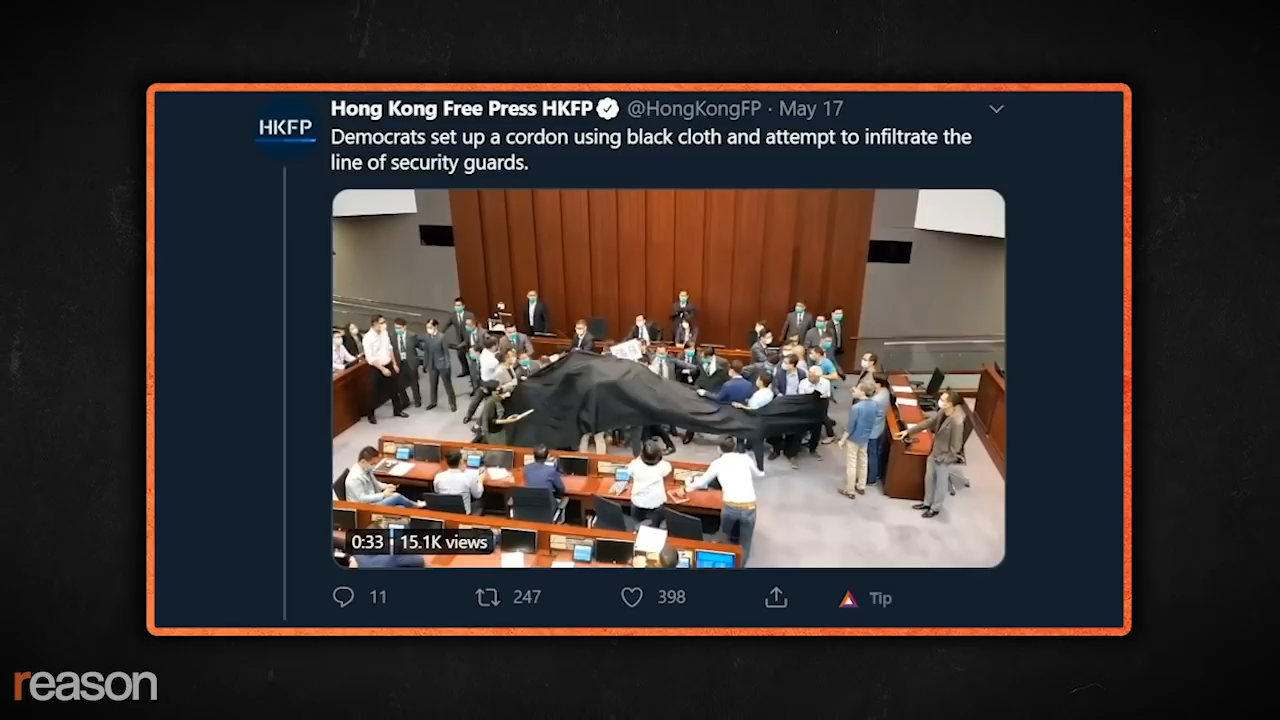 Hong Kong Free Press HKFP @HongKongFP · May 17
HKFP
Democrats set up a cordon using black cloth and attempt to infiltrate the
line of security guards.
0:33 · 15.1K views
11 247 398 Tip
reason